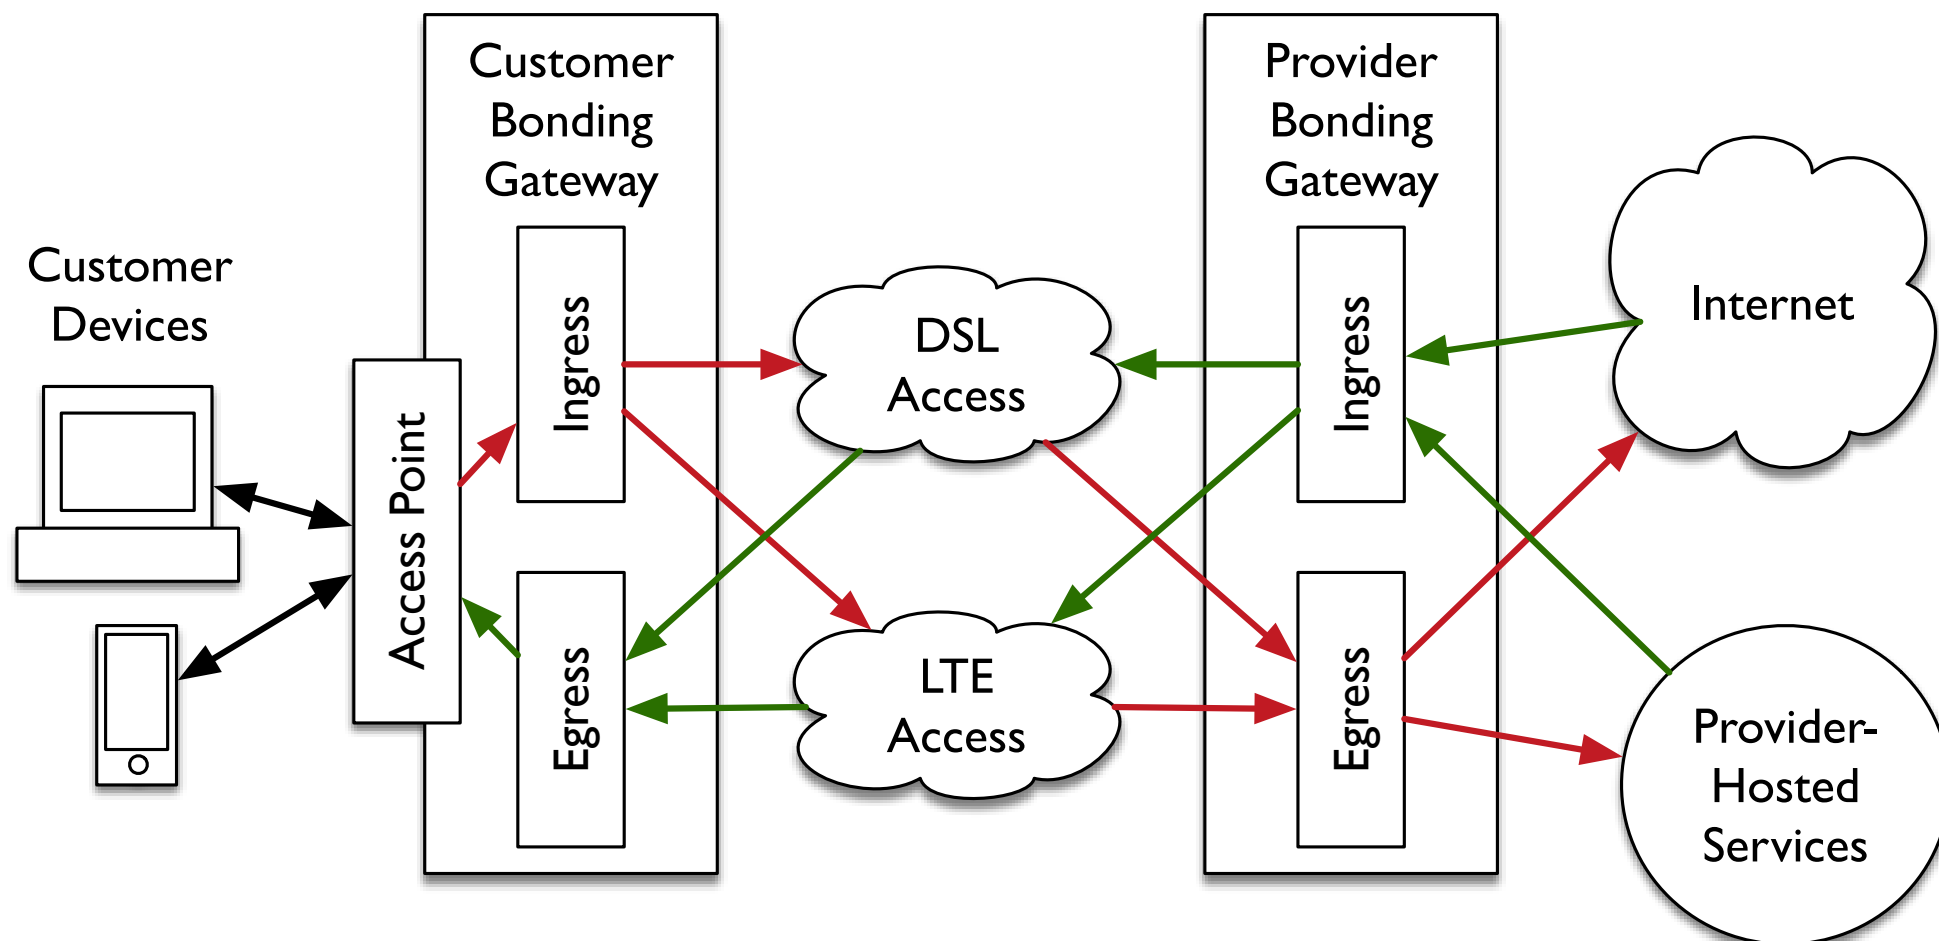 Customer
Bonding
Gateway
Provider
Bonding
Gateway
Customer
Devices
Access Point
Ingress
Egress
DSL
Access
LTE
Access
Ingress
Egress
Internet
Provider-
Hosted
Services